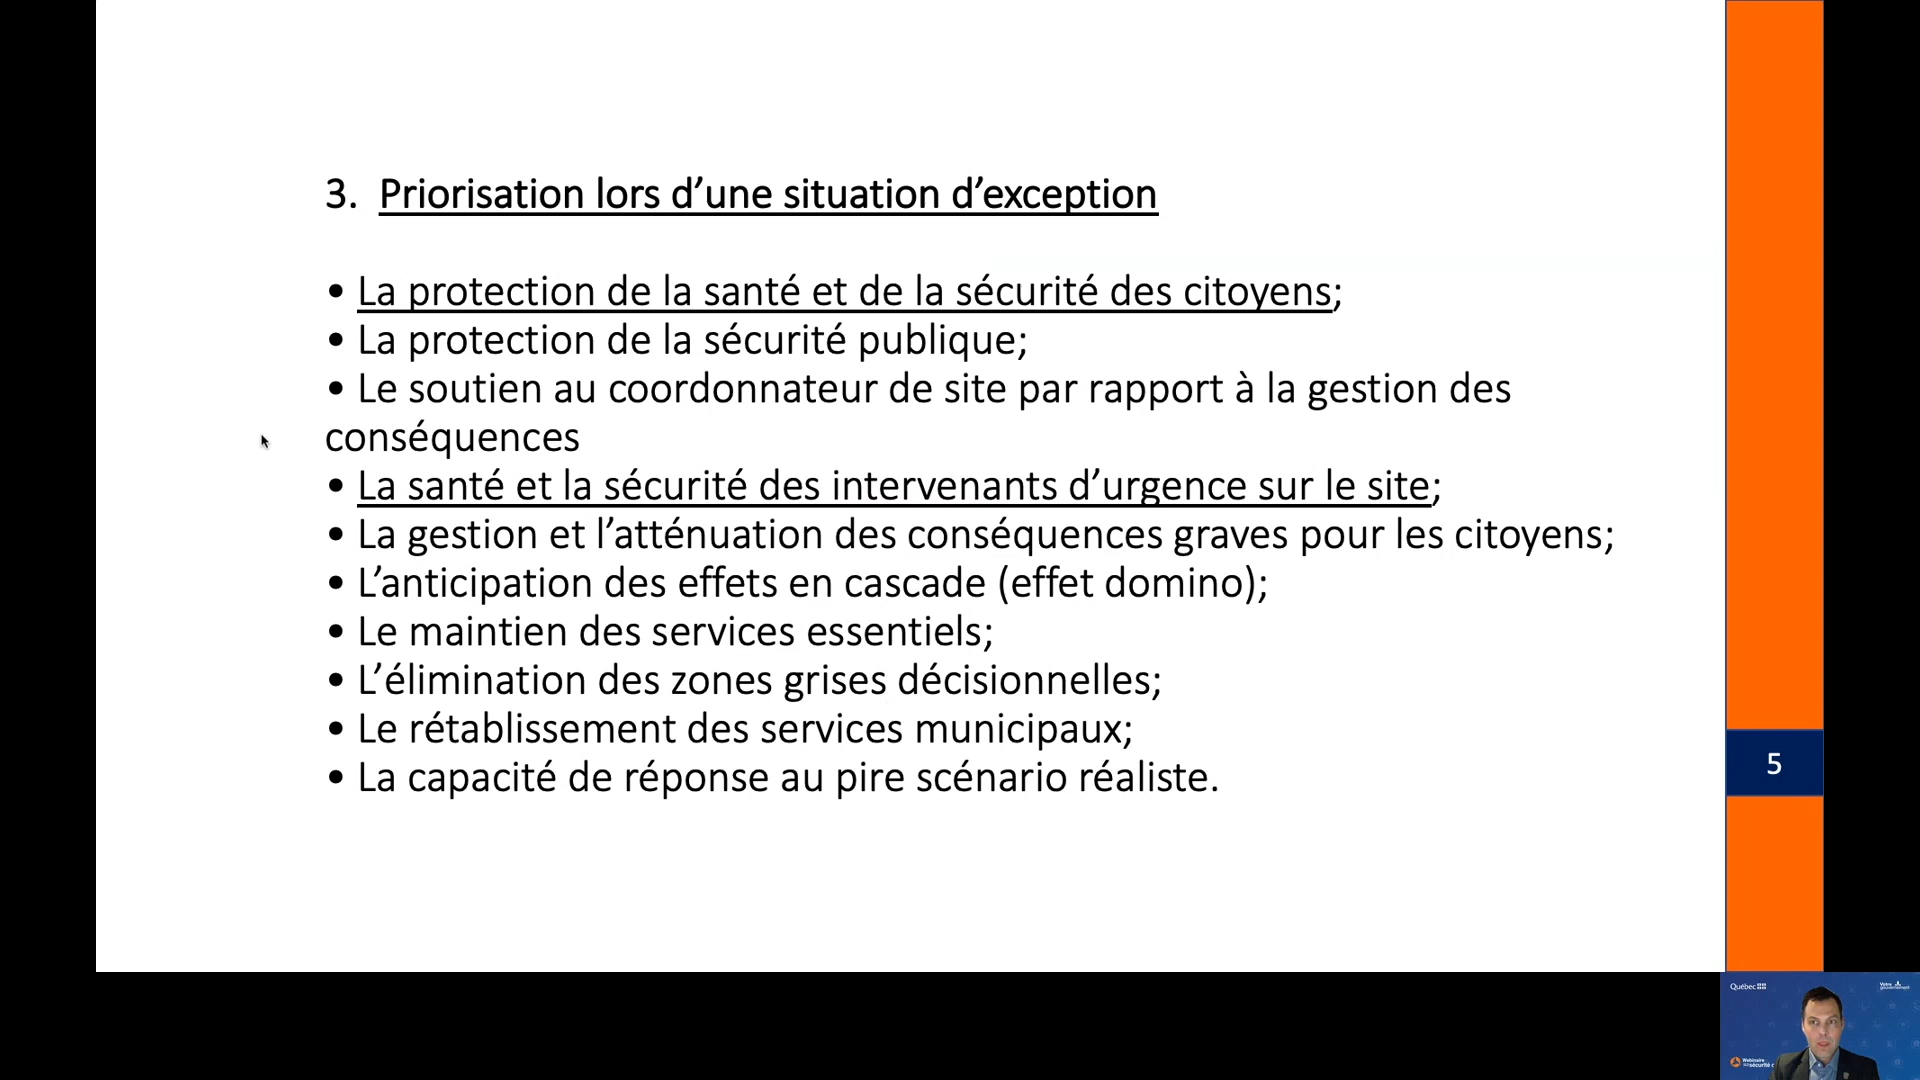 3. Priorisation lors d’une situation d’exception
• La protection de la santé et de la sécurité des citoyens;
• La protection de la sécurité publique;
• Le soutien au coordonnateur de site par rapport à la gestion des
conséquences
• La santé et la sécurité des intervenants d’urgence sur le site;
• La gestion et l’atténuation des conséquences graves pour les citoyens;
• L’anticipation des effets en cascade (effet domino);
• Le maintien des services essentiels;
• L’élimination des zones grises décisionnelles;
• Le rétablissement des services municipaux;
• La capacité de réponse au pire scénario réaliste.
5
Québec
Votre
gouvernement
Webinaire
sécurité c